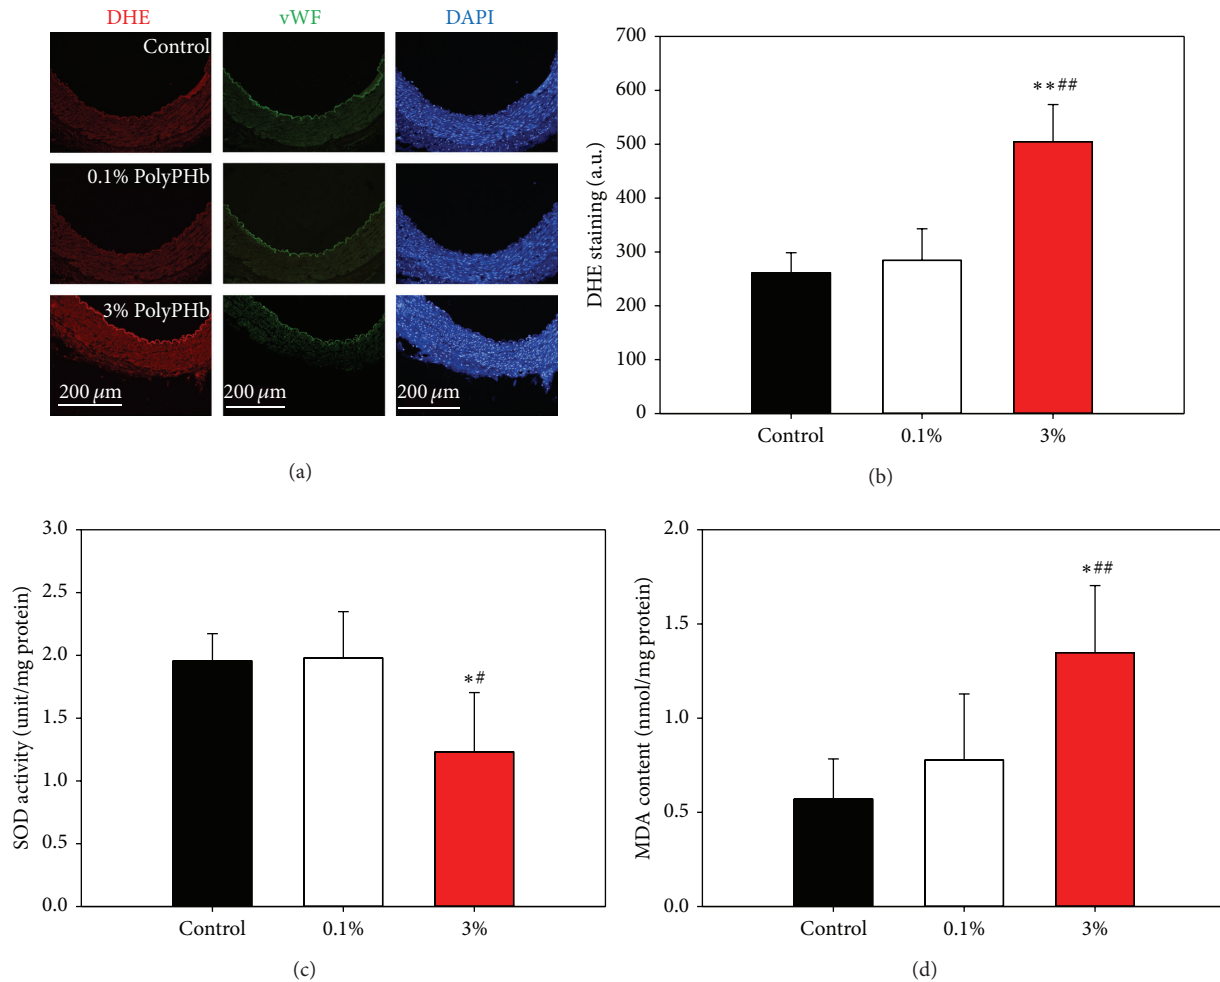 DHE vWF DAPI
Control
0.1% PolyPHb
3% PolyPHb
200 μm 200 μm 200 μm
(a)
DHE staining (a.u.)
700
600
500
400
300
200
100
0
**##
Control 0.1% 3%
(b)
SOD activity (unit/mg protein)
3.0
2.5
2.0
1.5
1.0
0.5
0.0
*#
Control 0.1% 3%
(c)
MDA content (nmol/mg protein)
2.0
1.5
1.0
0.5
0.0
*##
Control 0.1% 3%
(d)